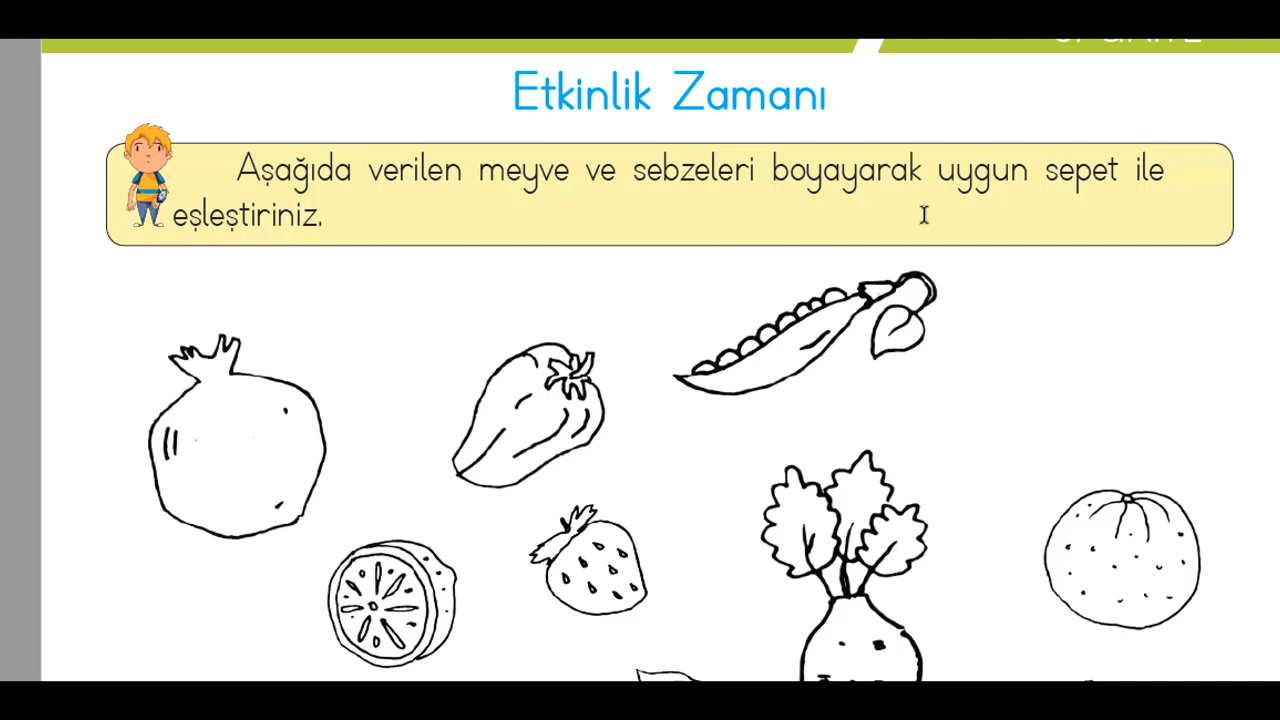 Etkinlik Zamanı
Aşağıda verilen meyve ve sebzeleri boyayarak uygun sepet ile
eşleştiriniz.